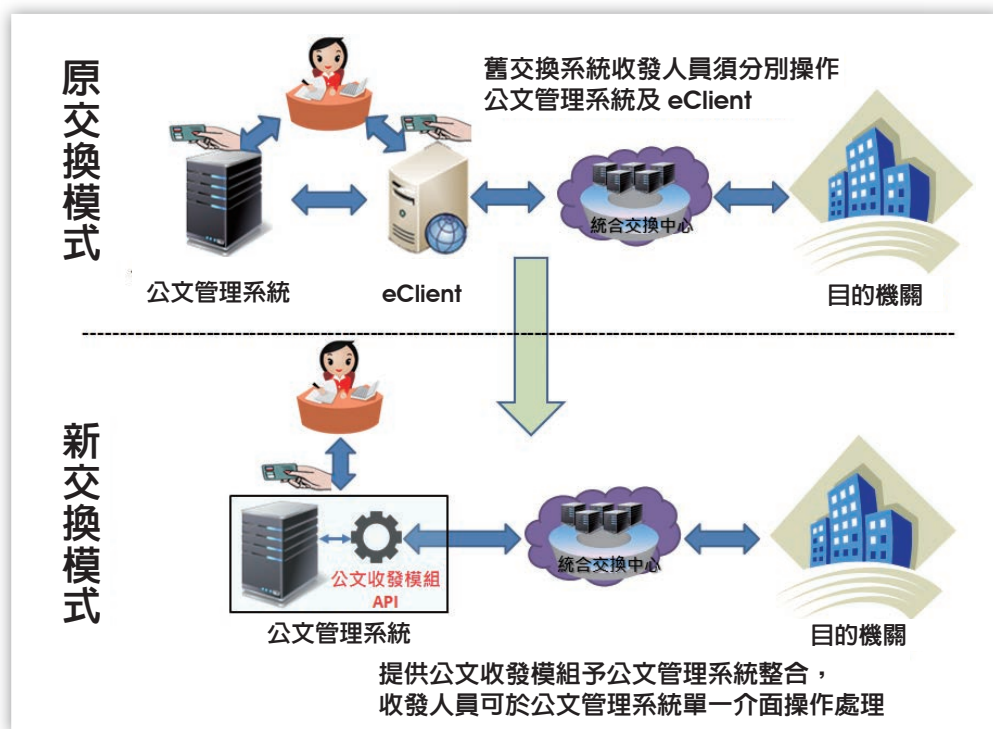 原交換模式
舊交換系統收發人員須分別操作
公文管理系統及 eClient
統合交換中心
公文管理系統
eClient
目的機關
新交換模式
公文收發模組
API
統合交換中心
公文管理系統
目的機關
提供公文收發模組予公文管理系統整合，
收發人員可於公文管理系統單一介面操作處理